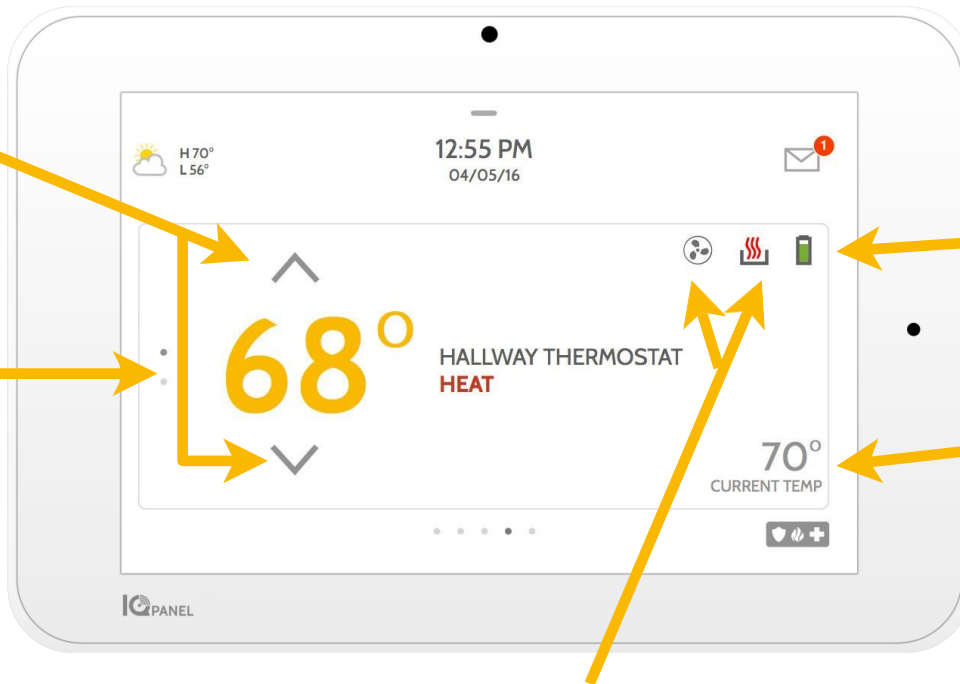 H 70°
L 56°
12:55 PM
04/05/16
1
68°
HALLWAY THERMOSTAT
HEAT
70°
CURRENT TEMP
IQ PANEL